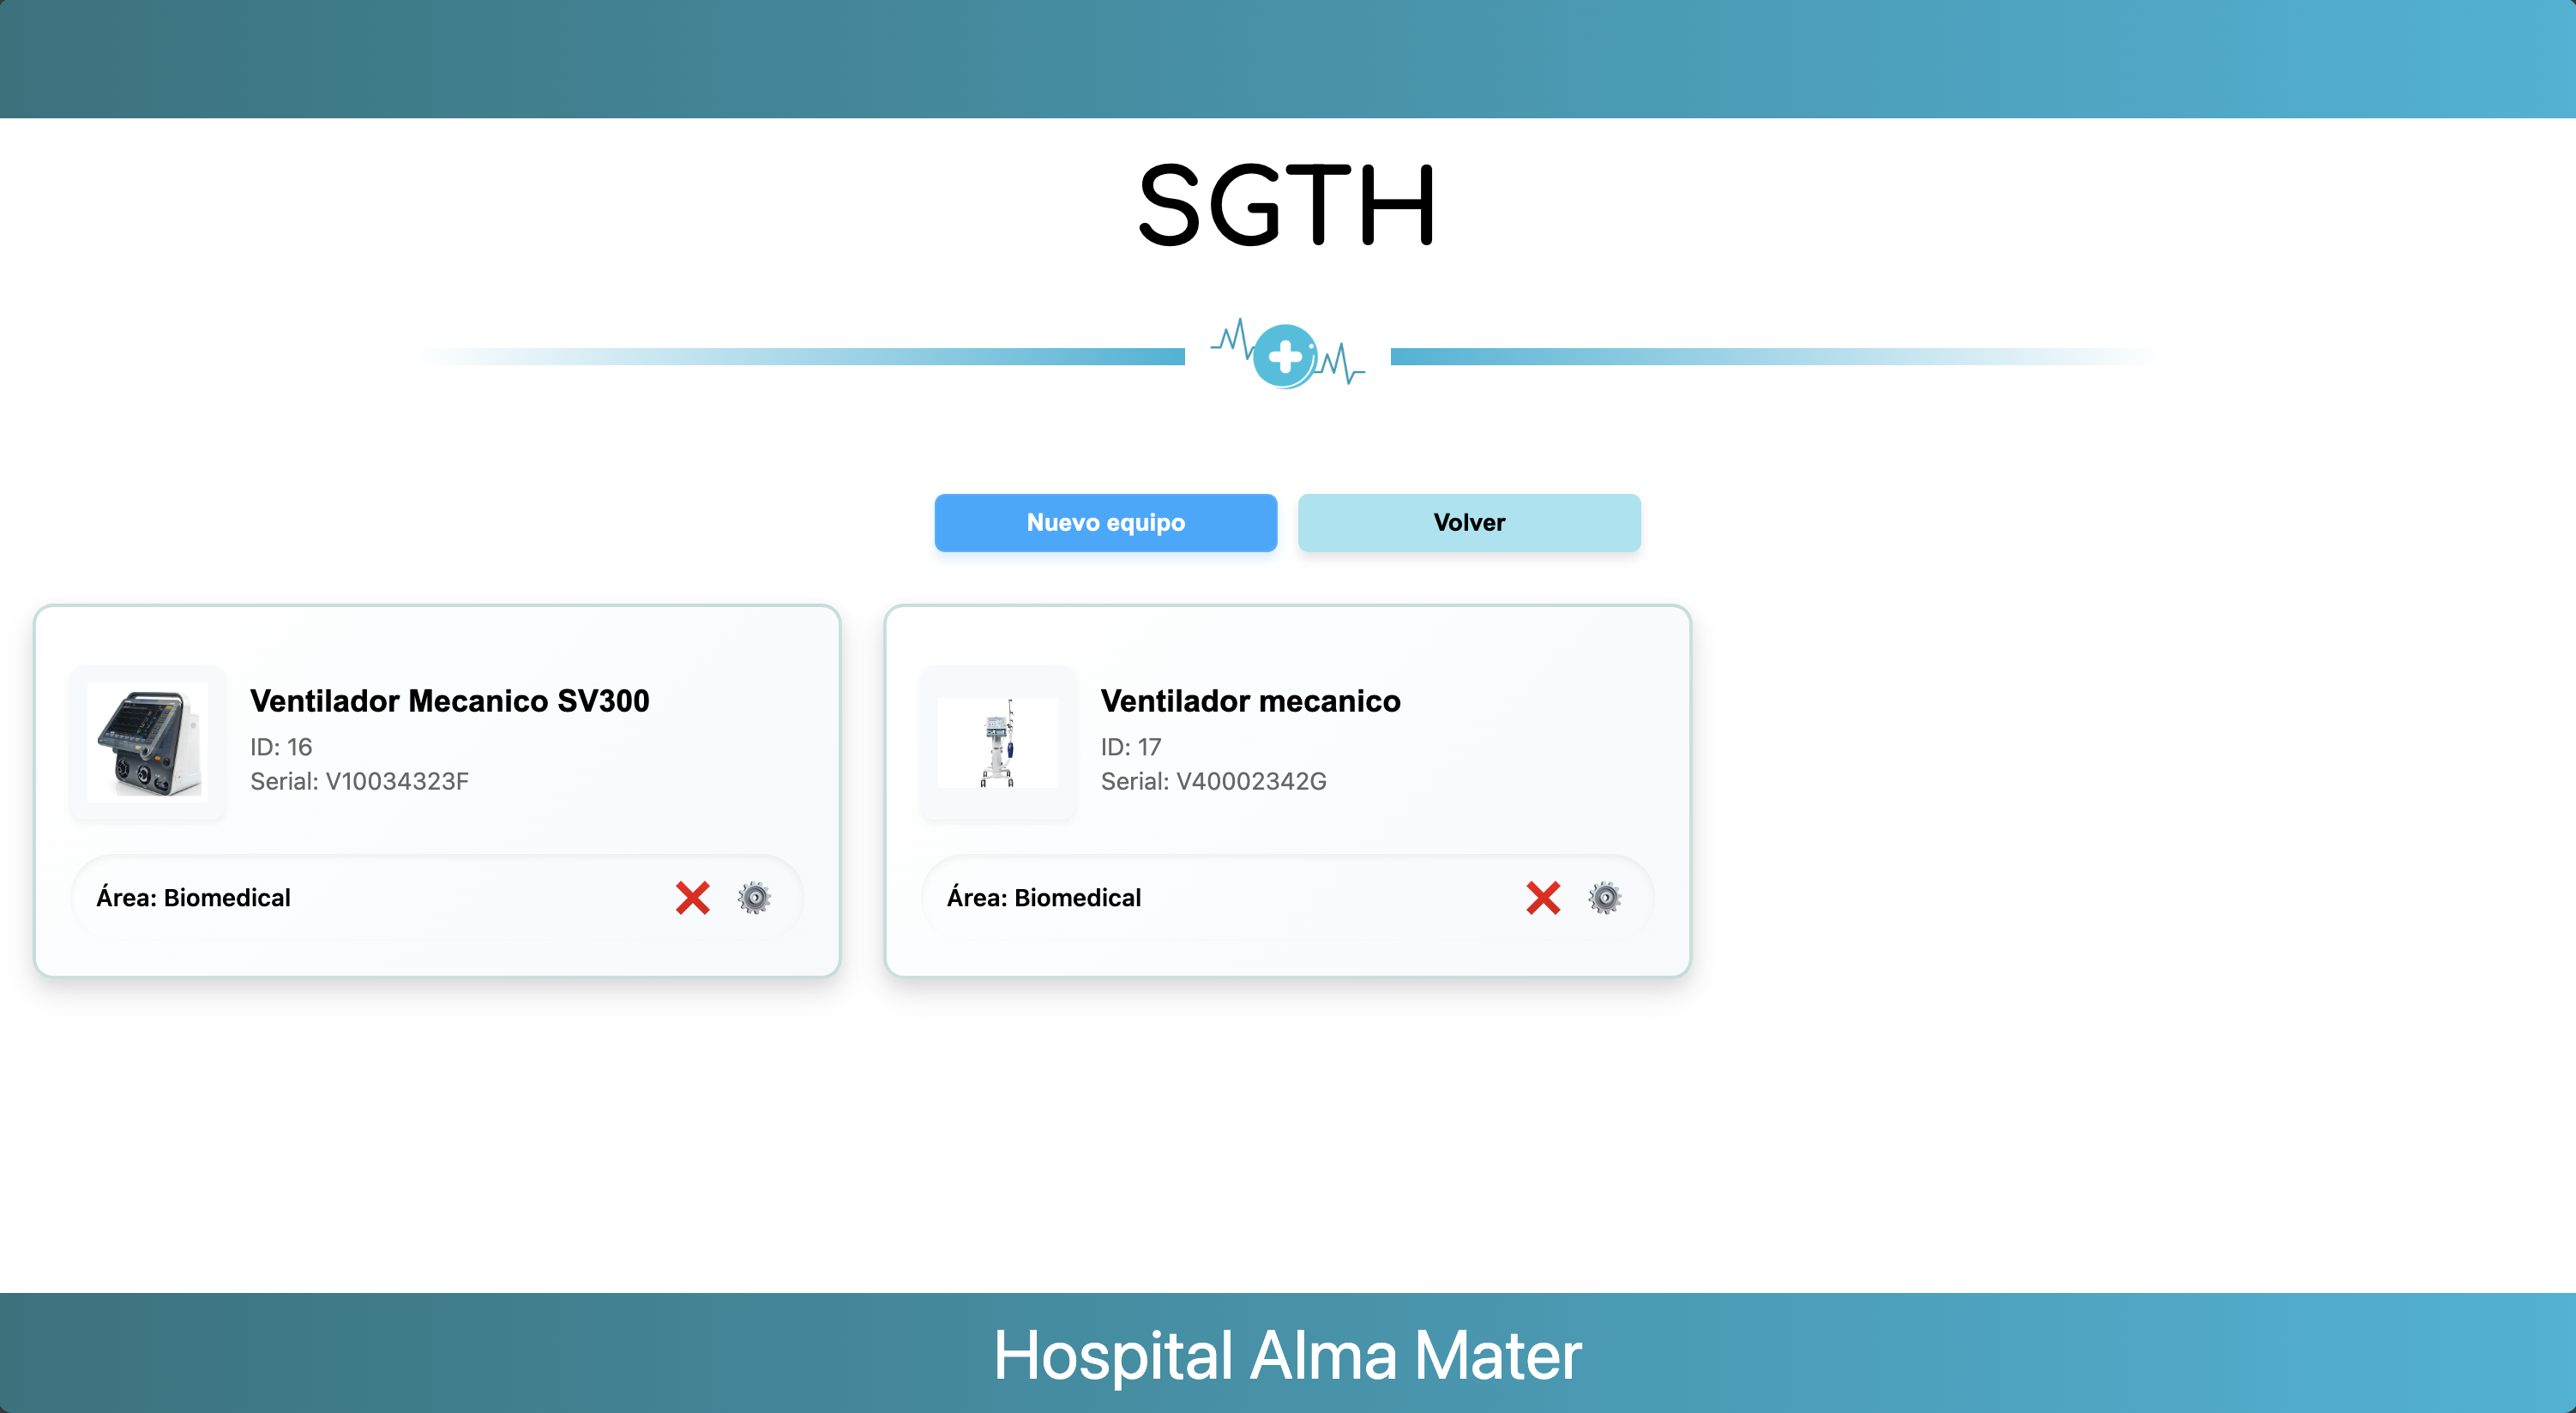 SGTH
Nuevo equipo
Volver
Ventilador Mecanico SV300
ID: 16
Serial: V10034323F
Área: Biomedical
Ventilador mecanico
ID: 17
Serial: V40002342G
Área: Biomedical
Hospital Alma Mater